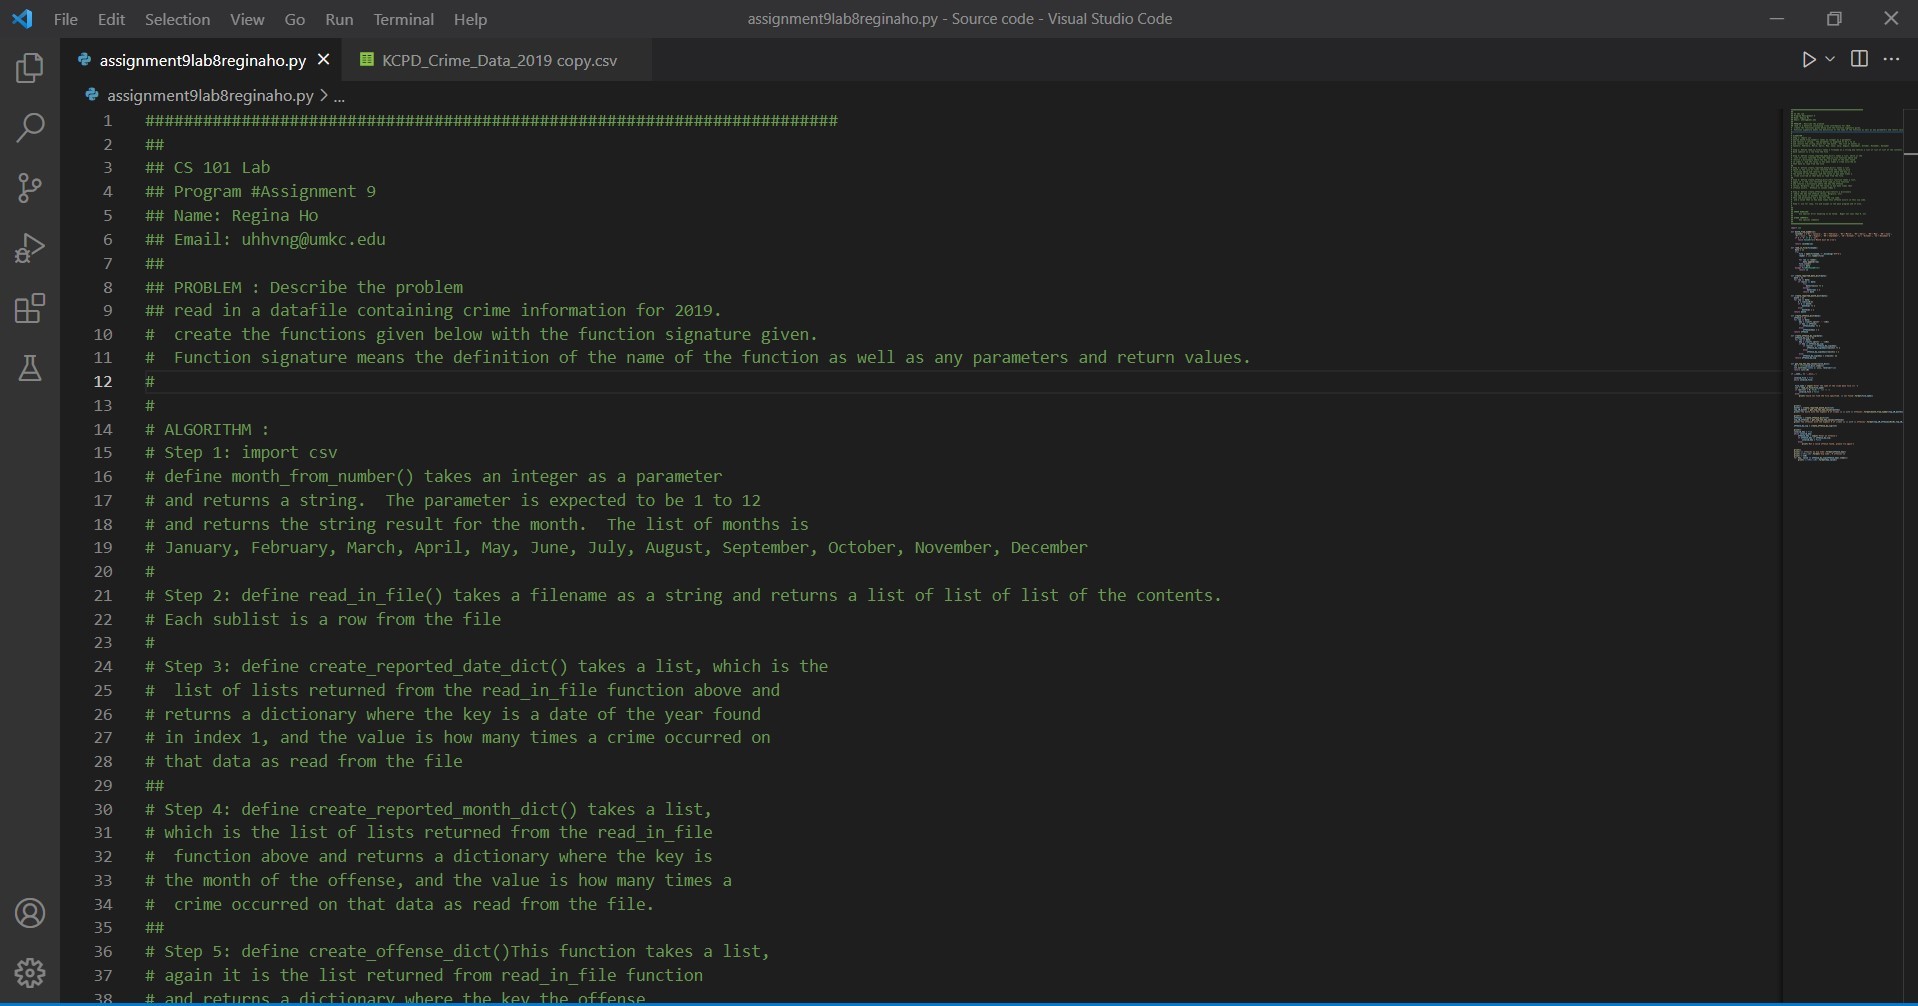 File Edit Selection View Go Run Terminal Help
assignment9lab8reginaho.py - Source code - Visual Studio Code
assignment9lab8reginaho.py
KCPD_Crime_Data_2019 copy.csv
assignment9lab8reginaho.py > ...
1 ########################################################################
2 ##
3 ## CS 101 Lab
4 ## Program #Assignment 9
5 ## Name: Regina Ho
6 ## Email: uhhvng@umkc.edu
7 ##
8 ## PROBLEM : Describe the problem
9 ## read in a datafile containing crime information for 2019.
10 #  create the functions given below with the function signature given.
11 #  Function signature means the definition of the name of the function as well as any parameters and return values.
12 #
13 #
14 # ALGORITHM :
15 # Step 1: import csv
16 # define month_from_number() takes an integer as a parameter
17 # and returns a string.  The parameter is expected to be 1 to 12
18 # and returns the string result for the month.  The list of months is
19 # January, February, March, April, May, June, July, August, September, October, November, December
20 #
21 # Step 2: define read_in_file() takes a filename as a string and returns a list of list of list of the contents.
22 # Each sublist is a row from the file
23 #
24 # Step 3: define create_reported_date_dict() takes a list, which is the
25 #  list of lists returned from the read_in_file function above and
26 # returns a dictionary where the key is a date of the year found
27 # in index 1, and the value is how many times a crime occurred on
28 # that data as read from the file
29 ##
30 # Step 4: define create_reported_month_dict() takes a list,
31 # which is the list of lists returned from the read_in_file
32 #  function above and returns a dictionary where the key is
33 # the month of the offense, and the value is how many times a
34 #  crime occurred on that data as read from the file.
35 ##
36 # Step 5: define create_offense_dict()This function takes a list,
37 # again it is the list returned from read_in_file function
38 # and returns a dictionary where the key the offense